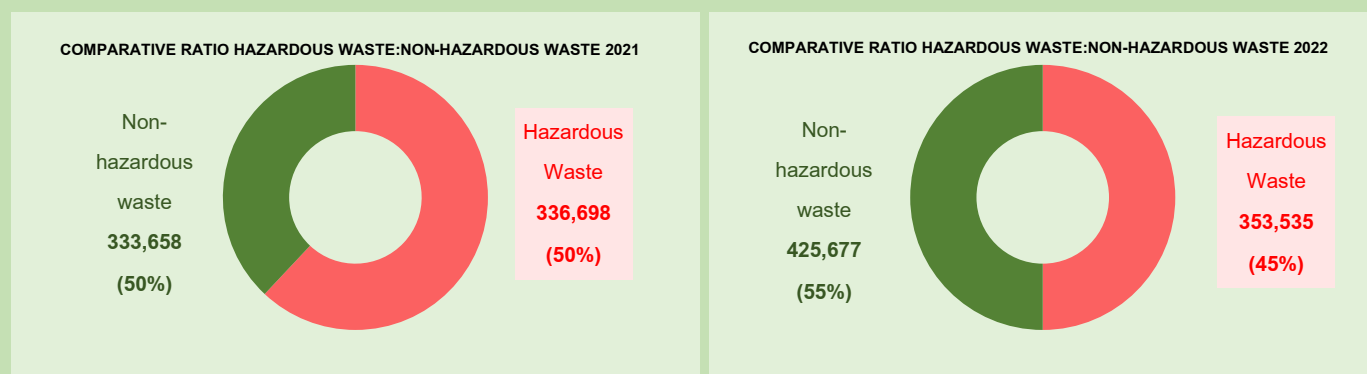 COMPARATIVE RATIO HAZARDOUS WASTE:NON-HAZARDOUS WASTE 2021
Non-
hazardous
waste
333,658
(50%)
Hazardous
Waste
336,698
(50%)
COMPARATIVE RATIO HAZARDOUS WASTE:NON-HAZARDOUS WASTE 2022
Non-
hazardous
waste
425,677
(55%)
Hazardous
Waste
353,535
(45%)